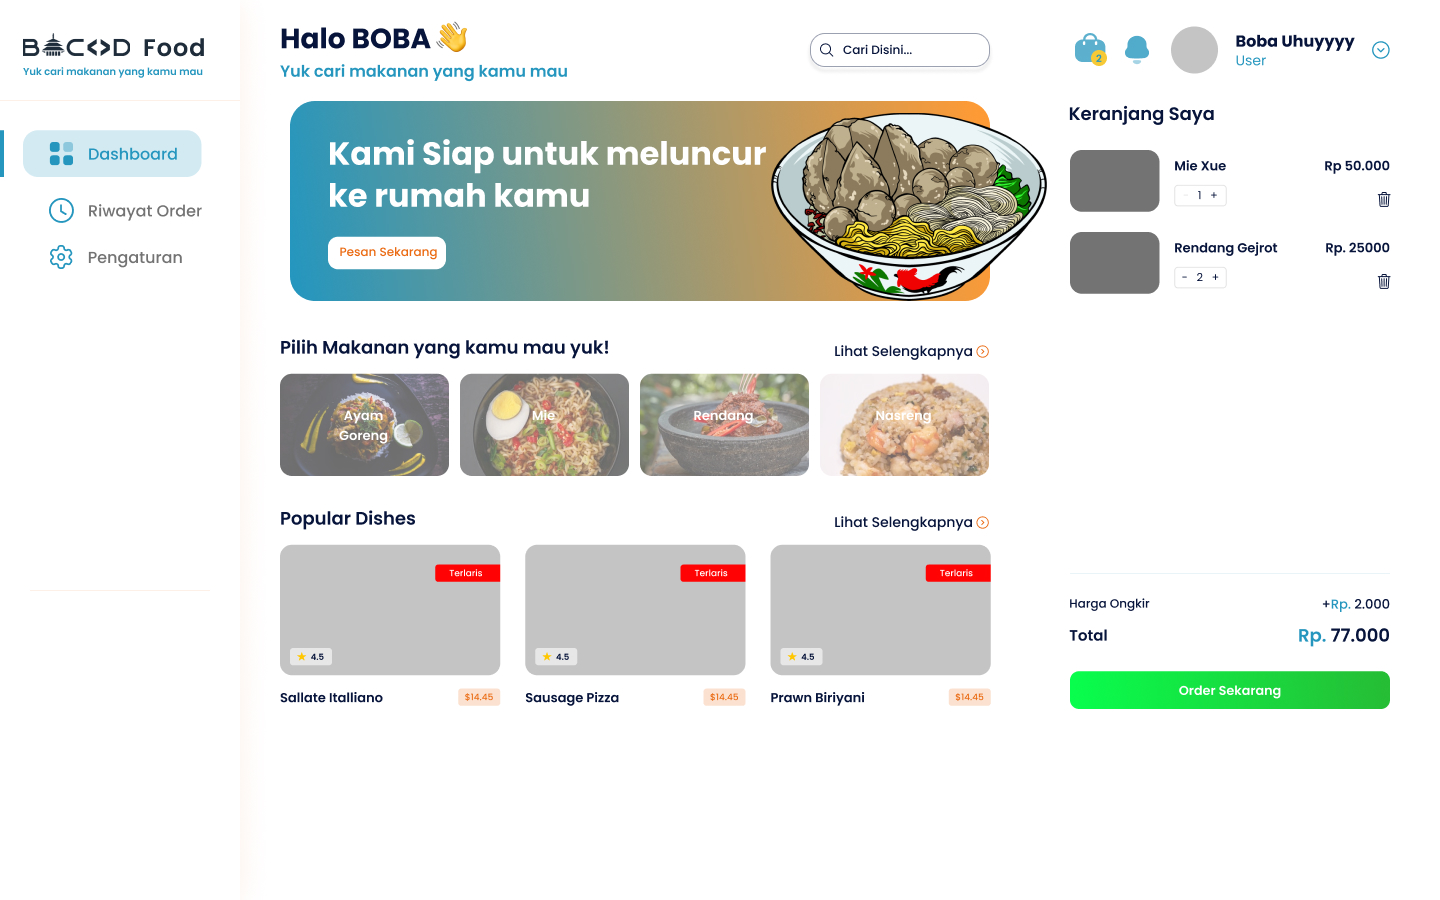 BACOD Food
Yuk cari makanan yang kamu mau
Dashboard
Riwayat Order
Pengaturan
Halo BOBA 👋
Yuk cari makanan yang kamu mau
Cari Disini...
2
Boba Uhuyyyy
User
Kami Siap untuk meluncur
ke rumah kamu
Pesan Sekarang
Pilih Makanan yang kamu mau yuk!
Lihat Selengkapnya
Ayam
Goreng
Mie
Rendang
Nasreng
Popular Dishes
Lihat Selengkapnya
Terlaris
★ 4.5
Sallate Italliano
$14.45
Terlaris
★ 4.5
Sausage Pizza
$14.45
Terlaris
★ 4.5
Prawn Biriyani
$14.45
Keranjang Saya
Mie Xue
Rp 50.000
- 1 +
Rendang Gejrot
Rp. 25000
- 2 +
Harga Ongkir
+Rp. 2.000
Total
Rp. 77.000
Order Sekarang